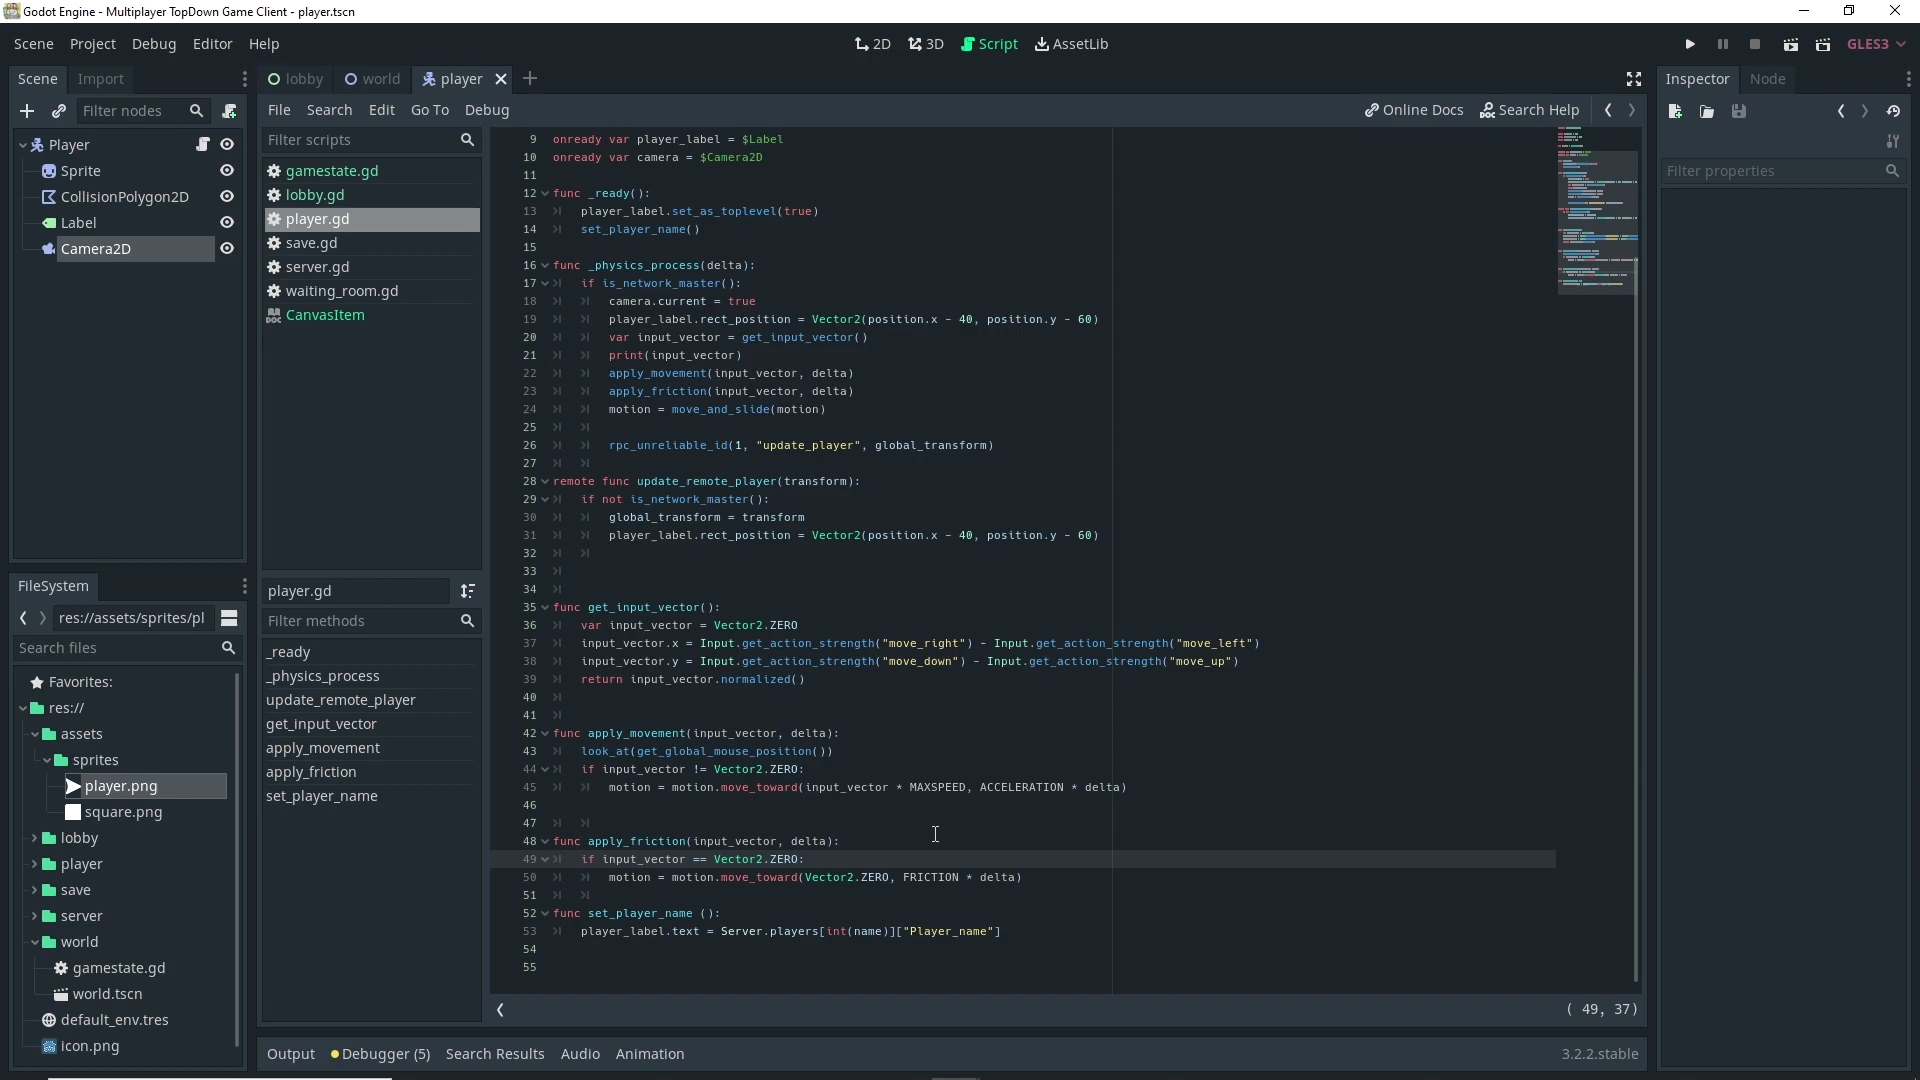 Godot Engine - Multiplayer TopDown Game Client - player.tscn
Scene Project Debug Editor Help
2D 3D Script AssetLib
GLES3
Scene Import
Filter nodes
Player
Sprite
CollisionPolygon2D
Label
Camera2D
FileSystem
res://assets/sprites/pl
Search files
Favorites:
res://
assets
sprites
player.png
square.png
lobby
player
save
server
world
gamestate.gd
world.tscn
default_env.tres
icon.png
lobby world player
File Search Edit Go To Debug
Online Docs Search Help
Filter scripts
gamestate.gd
lobby.gd
player.gd
save.gd
server.gd
waiting_room.gd
CanvasItem
player.gd
Filter methods
_ready
_physics_process
update_remote_player
get_input_vector
apply_movement
apply_friction
set_player_name
9 onready var player_label = $Label
10 onready var camera = $Camera2D
11
12 func _ready():
13 player_label.set_as_toplevel(true)
14 set_player_name()
15
16 func _physics_process(delta):
17 if is_network_master():
18 camera.current = true
19 player_label.rect_position = Vector2(position.x - 40, position.y - 60)
20 var input_vector = get_input_vector()
21 print(input_vector)
22 apply_movement(input_vector, delta)
23 apply_friction(input_vector, delta)
24 motion = move_and_slide(motion)
25
26 rpc_unreliable_id(1, "update_player", global_transform)
27
28 remote func update_remote_player(transform):
29 if not is_network_master():
30 global_transform = transform
31 player_label.rect_position = Vector2(position.x - 40, position.y - 60)
32
33
34
35 func get_input_vector():
36 var input_vector = Vector2.ZERO
37 input_vector.x = Input.get_action_strength("move_right") - Input.get_action_strength("move_left")
38 input_vector.y = Input.get_action_strength("move_down") - Input.get_action_strength("move_up")
39 return input_vector.normalized()
40
41
42 func apply_movement(input_vector, delta):
43 look_at(get_global_mouse_position())
44 if input_vector != Vector2.ZERO:
45 motion = motion.move_toward(input_vector * MAXSPEED, ACCELERATION * delta)
46
47
48 func apply_friction(input_vector, delta):
49 if input_vector == Vector2.ZERO:
50 motion = motion.move_toward(Vector2.ZERO, FRICTION * delta)
51
52 func set_player_name ():
53 player_label.text = Server.players[int(name)]["Player_name"]
54
55
( 49, 37)
Output Debugger (5) Search Results Audio Animation
3.2.2.stable
Inspector Node
Filter properties